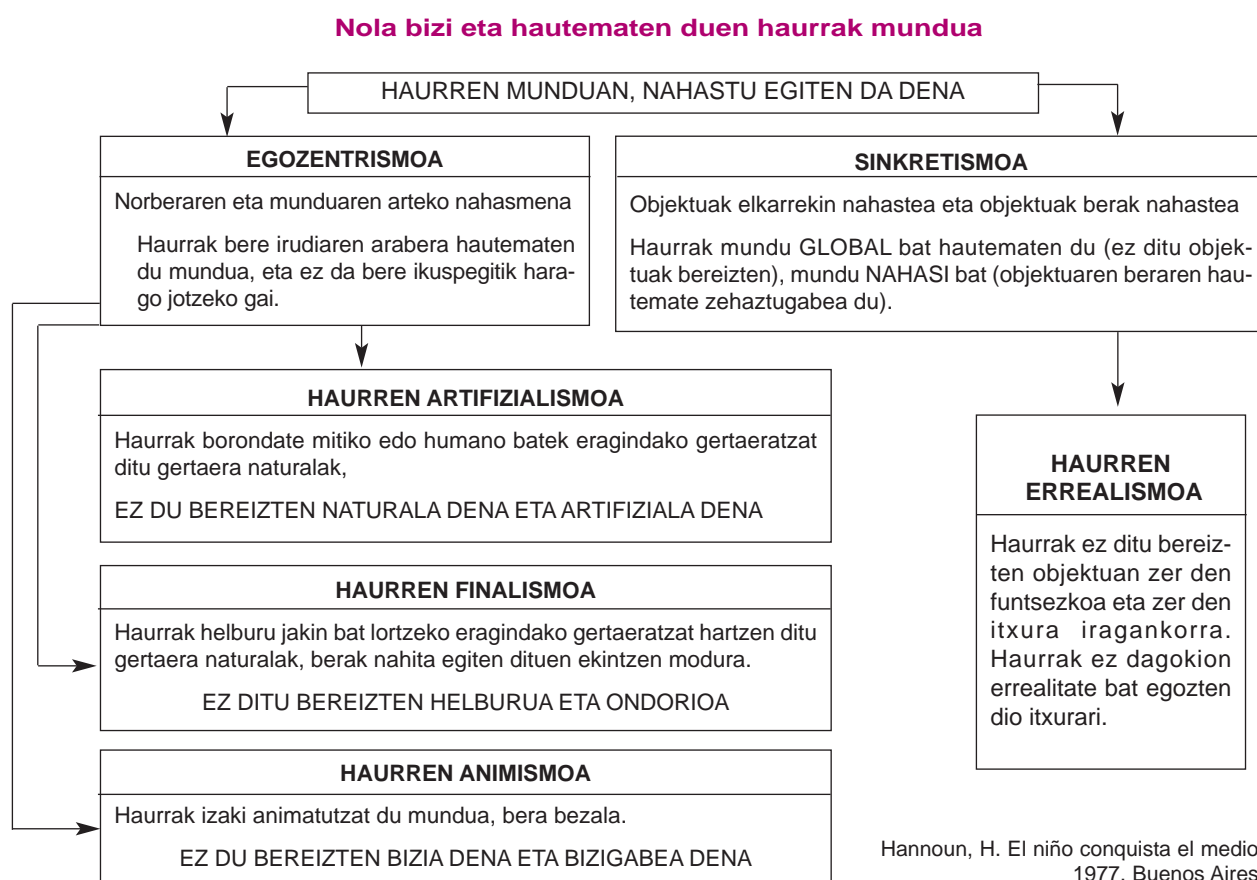 Nola bizi eta hautematen duen haurrak mundua
HAURREN MUNDUAN, NAHASTU EGITEN DA DENA
EGOZENTRISMOA
Norberaren eta munduaren arteko nahasmena
Haurrak bere irudiaren arabera hautematen
du mundua, eta ez da bere ikuspegitik hara-
go jotzeko gai.
SINKRETISMOA
Objektuak elkarrekin nahastea eta objektuak berak nahastea
Haurrak mundu GLOBAL bat hautematen du (ez ditu objek-
tuak bereizten), mundu NAHASI bat (objektuaren beraren hau-
temate zehaztugabea du).
HAURREN ARTIFIZIALISMOA
Haurrak borondate mitiko edo humano batek eragindako gertaeratzat
ditu gertaera naturalak,
EZ DU BEREIZTEN NATURALA DENA ETA ARTIFIZIALA DENA
HAURREN FINALISMOA
Haurrak helburu jakin bat lortzeko eragindako gertaeratzat hartzen ditu
gertaera naturalak, berak nahita egiten dituen ekintzen modura.
EZ DITU BEREIZTEN HELBURUA ETA ONDORIOA
HAURREN ANIMISMOA
Haurrak izaki animatutzat du mundua, bera bezala.
EZ DU BEREIZTEN BIZIA DENA ETA BIZIGABEA DENA
HAURREN
ERREALISMOA
Haurrak ez ditu bereiz-
ten objektuan zer den
funtsezkoa eta zer den
itxura iragankorra.
Haurrak ez dagokion
errealitate bat egozten
dio itxurari.
Hannoun, H. El niño conquista el medio
1977. Buenos Aires